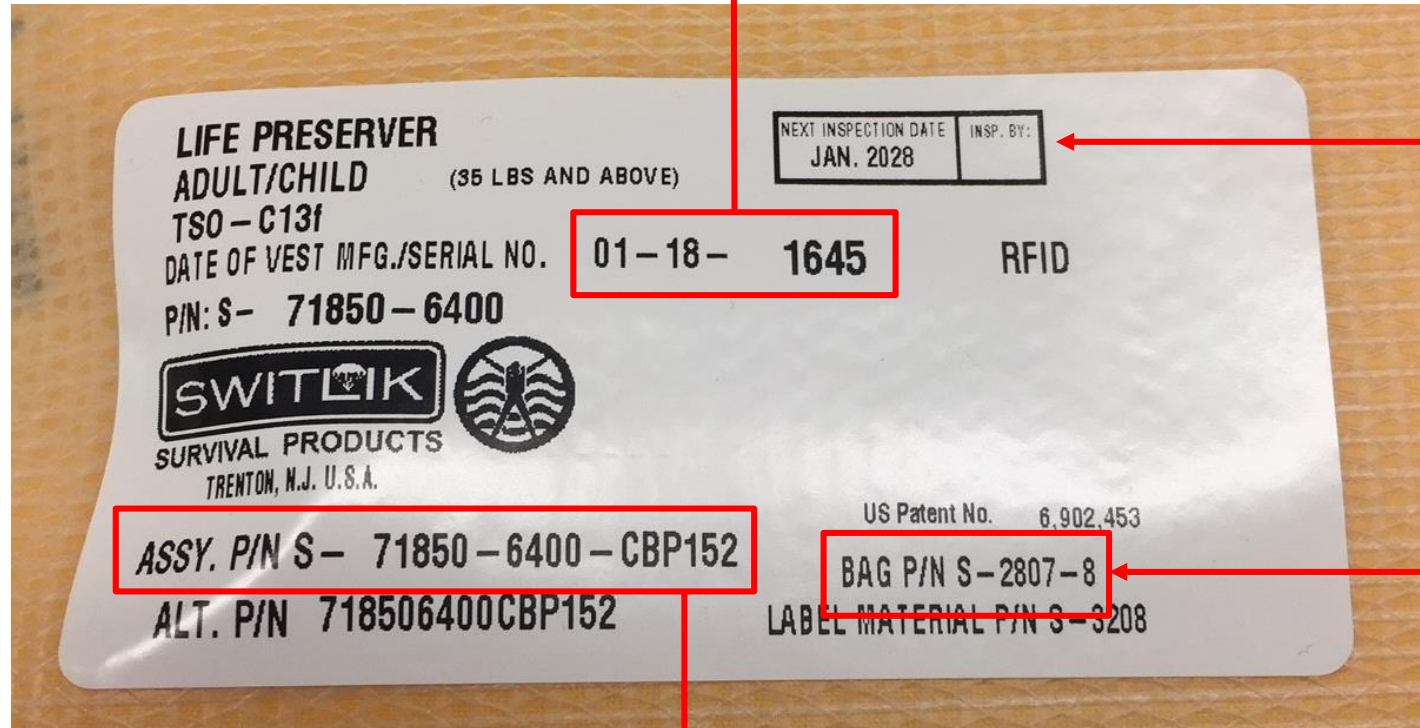 LIFE PRESERVER
ADULT/CHILD (35 LBS AND ABOVE)
TSO-C13f
DATE OF VEST MFG./SERIAL NO. 01-18- 1645 RFID
P/N: S- 71850-6400
NEXT INSPECTION DATE
JAN. 2028
INSP. BY:
SWITLIK
SURVIVAL PRODUCTS
TRENTON, N.J. U.S.A.
US Patent No. 6,902,453
ASSY. P/N S- 71850-6400-CBP152
BAG P/N S-2807-8
ALT. P/N 718506400CBP152
LABEL MATERIAL P/N S-3208